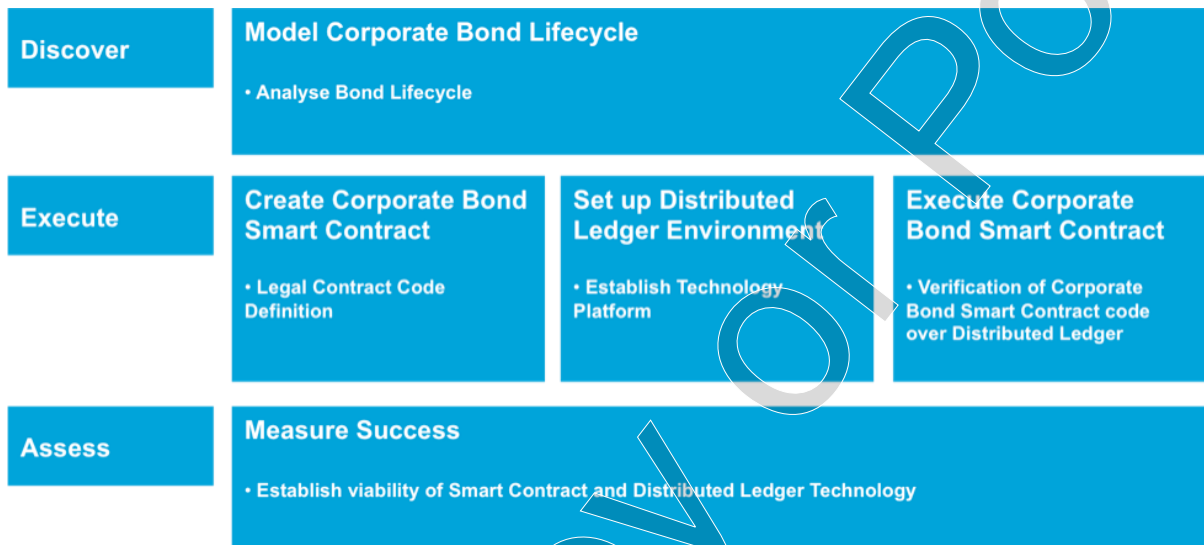 Discover
Model Corporate Bond Lifecycle
• Analyse Bond Lifecycle
Execute
Create Corporate Bond
Smart Contract
• Legal Contract Code
Definition
Set up Distributed
Ledger Environment
• Establish Technology
Platform
Execute Corporate
Bond Smart Contract
• Verification of Corporate
Bond Smart Contract code
over Distributed Ledger
Assess
Measure Success
• Establish viability of Smart Contract and Distributed Ledger Technology
y or Po